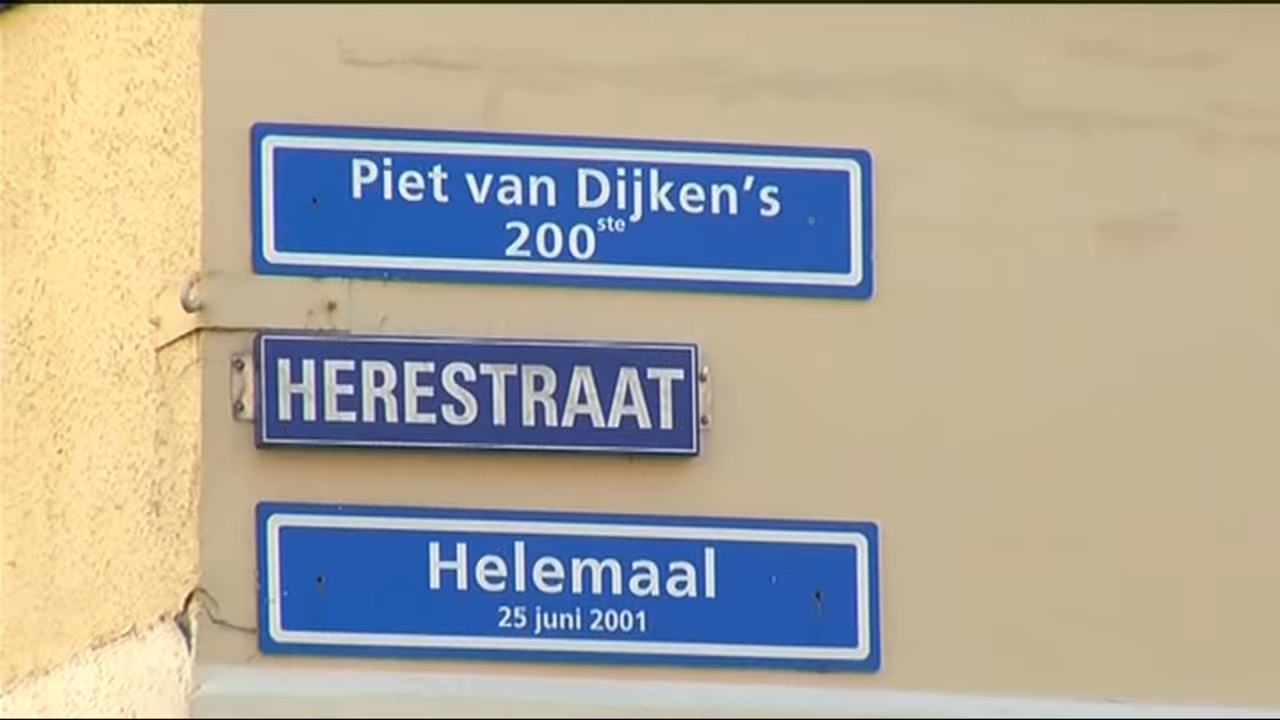 Piet van Dijken's
200ste
HERESTRAAT
Helemaal
25 juni 2001